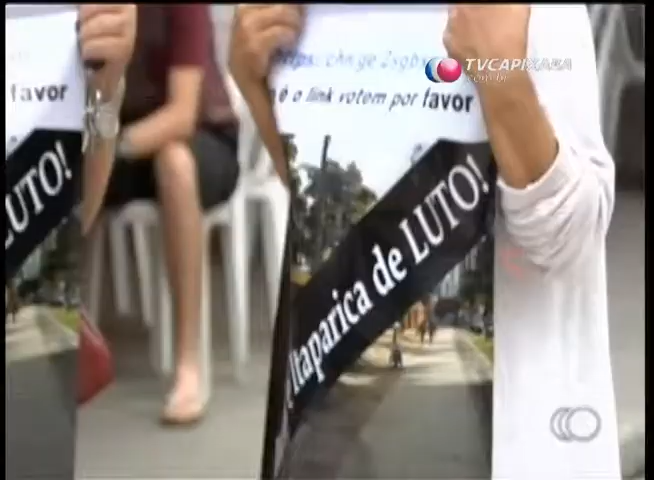 TVCAPIXABA
.com.br
é o link votem por favor
Itaparica de LUTO!
favor
LUTO!